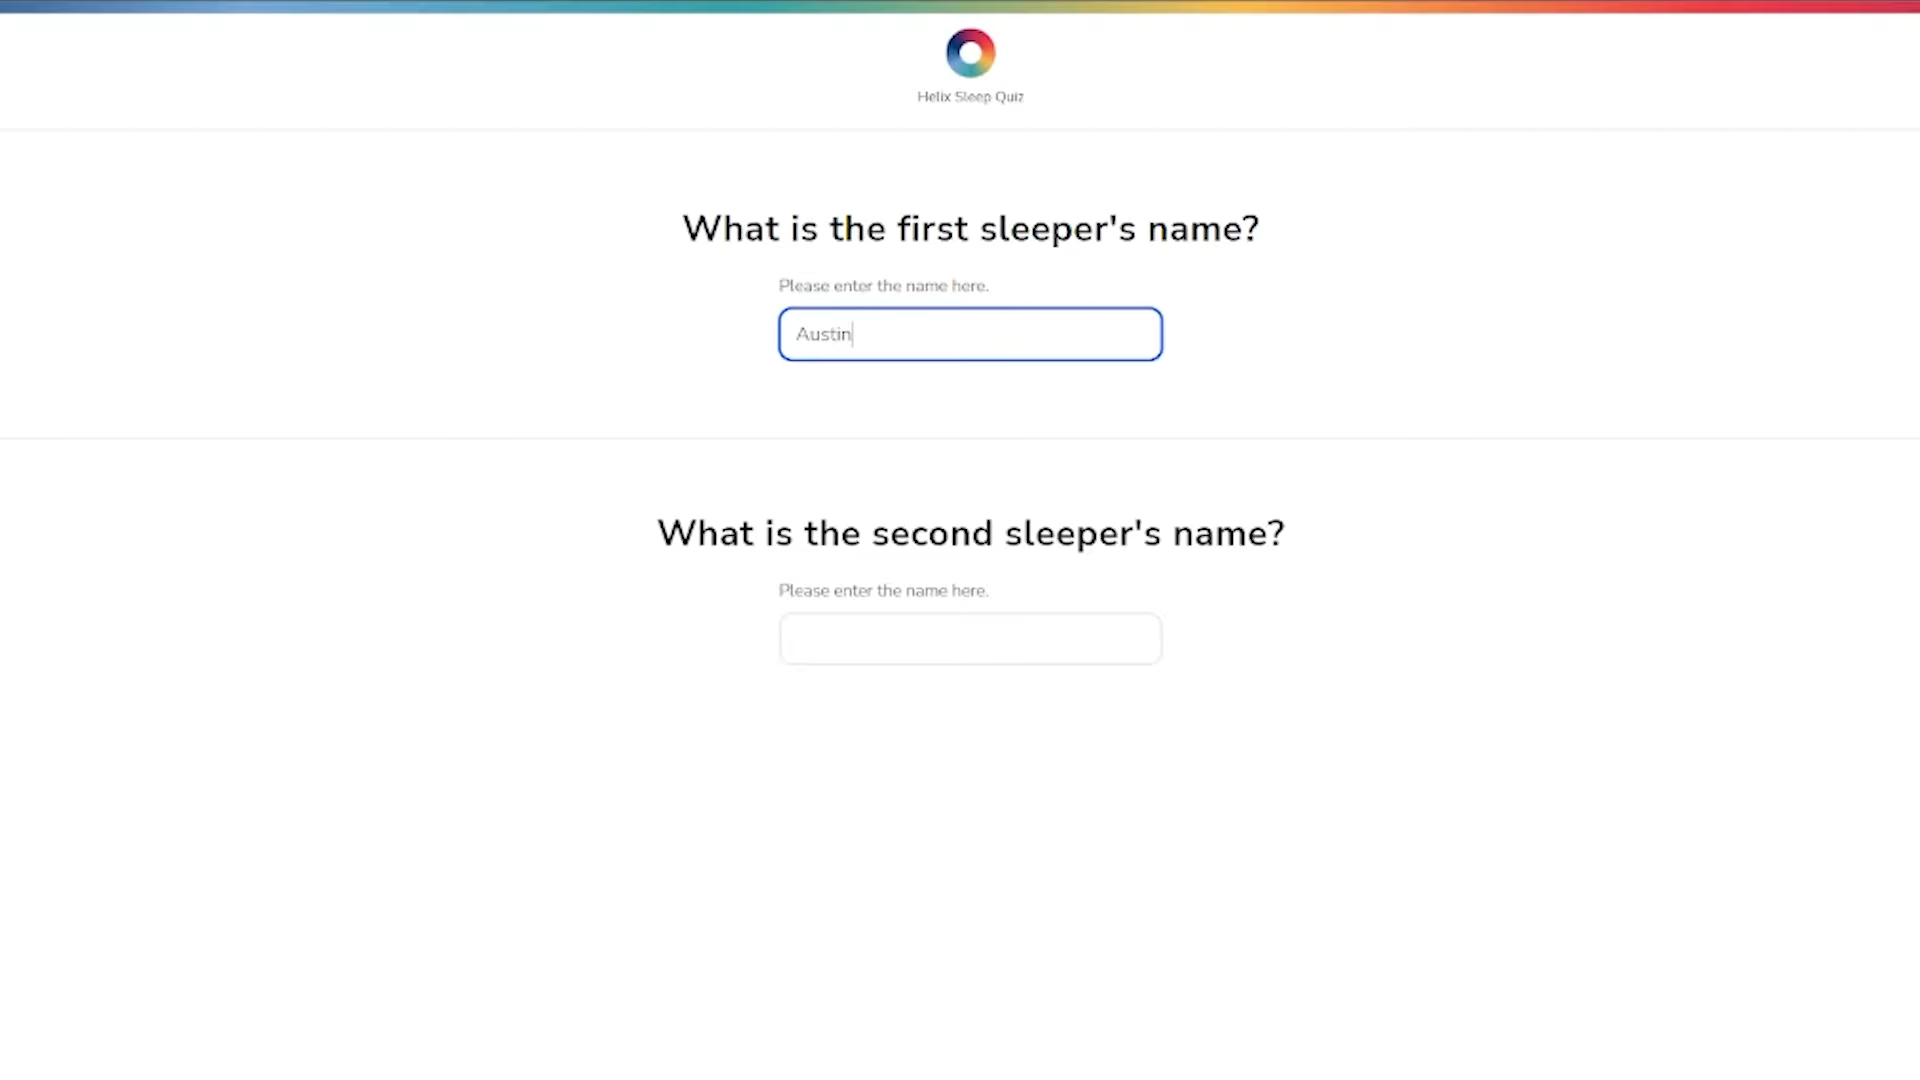 Helix Sleep Quiz
What is the first sleeper's name?
Please enter the name here.
Austin
What is the second sleeper's name?
Please enter the name here.